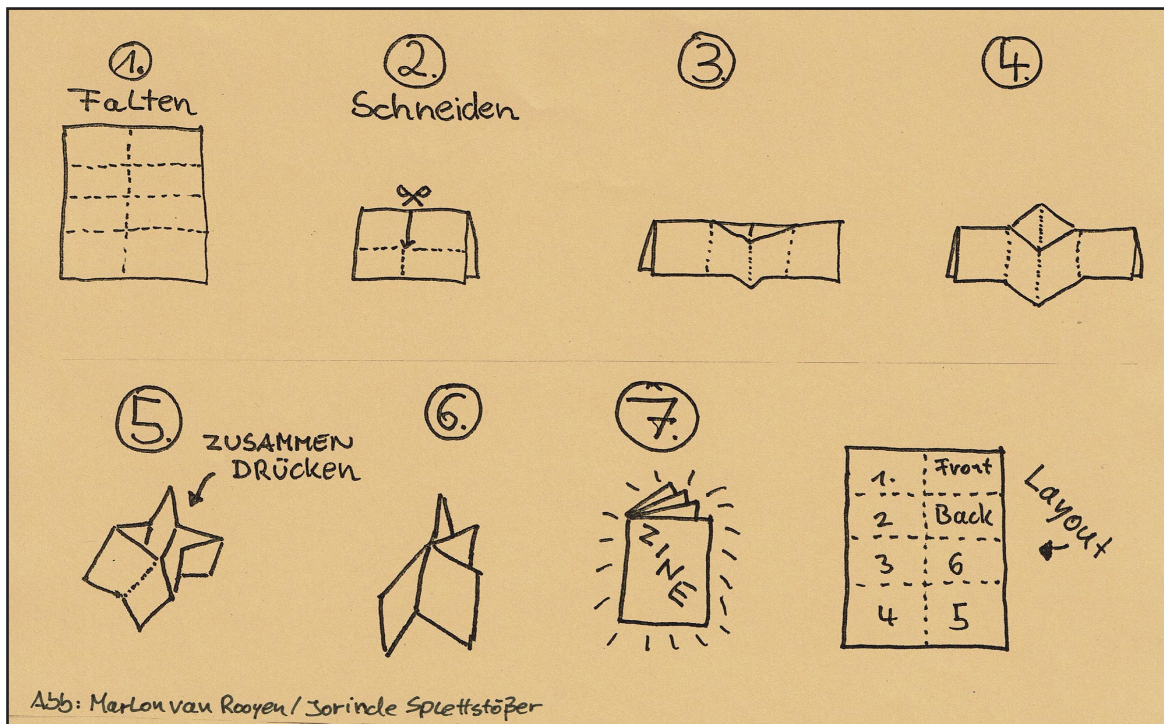 1.
Falten
2.
Schneiden
3.
4.
5.
ZUSAMMEN
DRÜCKEN
6.
7.
ZINE
1. Front
2 Back
3 6
4 5
Layout
Abb: Marlon van Rooyen / Jorinde Splettstößer